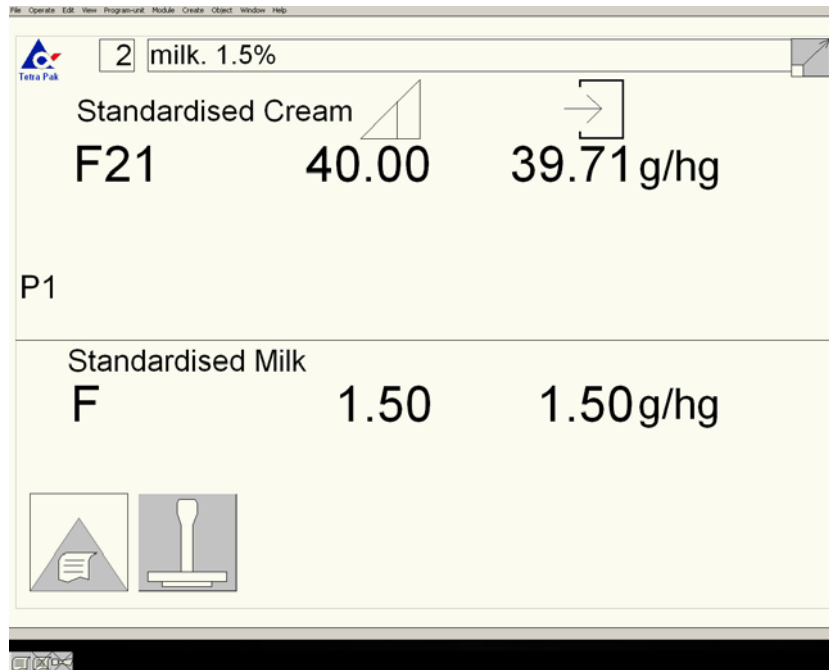 File Operate Edit View Program-unit Module Create Object Window Help
2 milk. 1.5%
Tetra Pak
Standardised Cream
F21 40.00 39.71 g/hg
P1
Standardised Milk
F 1.50 1.50 g/hg